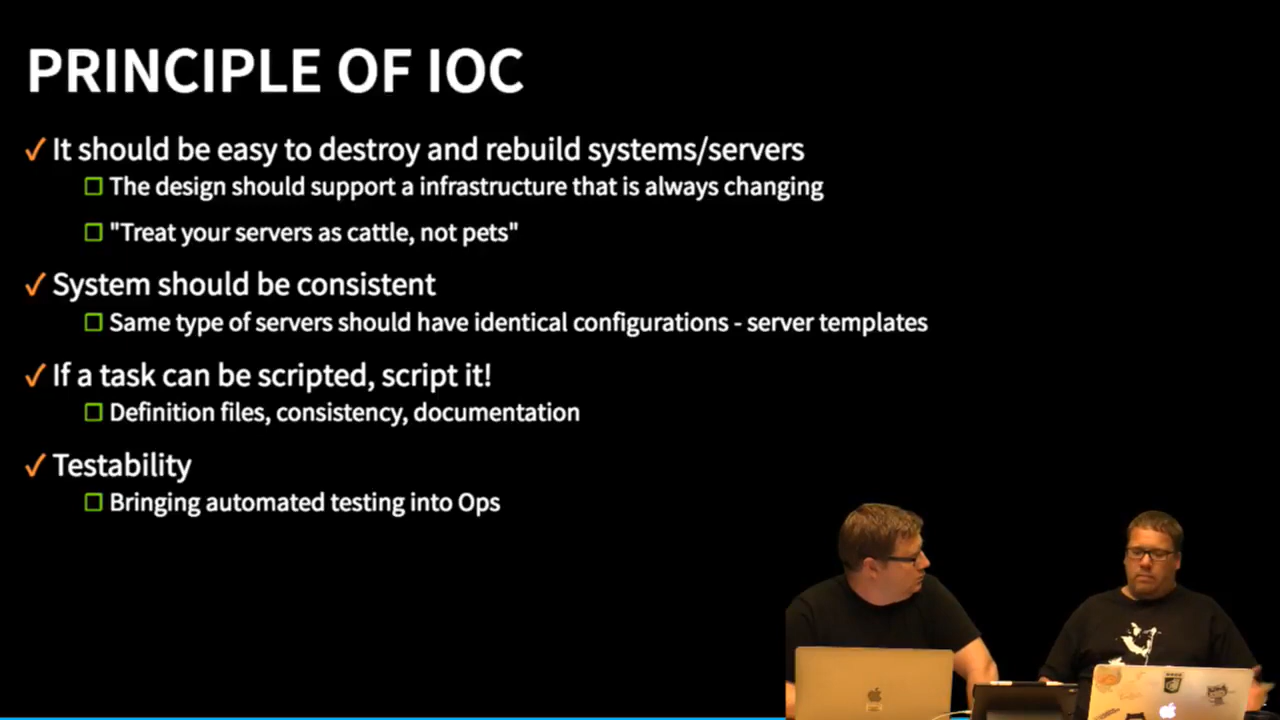 PRINCIPLE OF IOC
It should be easy to destroy and rebuild systems/servers
The design should support a infrastructure that is always changing
"Treat your servers as cattle, not pets"
System should be consistent
Same type of servers should have identical configurations - server templates
If a task can be scripted, script it!
Definition files, consistency, documentation
Testability
Bringing automated testing into Ops